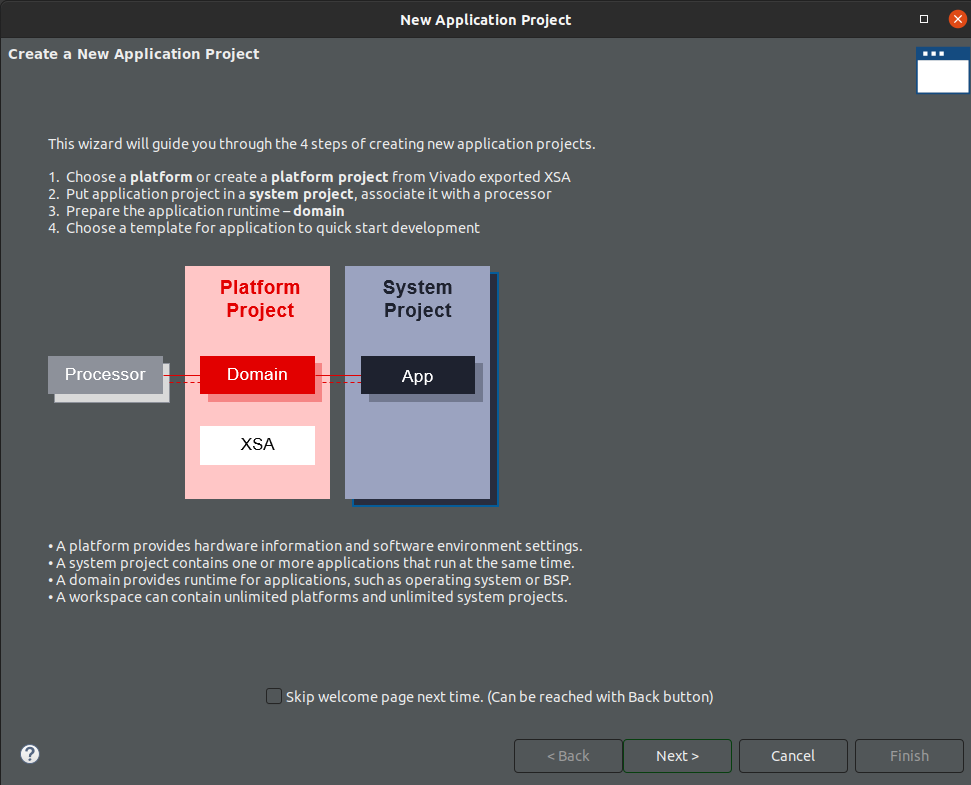 New Application Project
Create a New Application Project
This wizard will guide you through the 4 steps of creating new application projects.
1. Choose a platform or create a platform project from Vivado exported XSA
2. Put application project in a system project, associate it with a processor
3. Prepare the application runtime – domain
4. Choose a template for application to quick start development
Platform
Project
System
Project
Processor
Domain
App
XSA
• A platform provides hardware information and software environment settings.
• A system project contains one or more applications that run at the same time.
• A domain provides runtime for applications, such as operating system or BSP.
• A workspace can contain unlimited platforms and unlimited system projects.
Skip welcome page next time. (Can be reached with Back button)
?
< Back
Next >
Cancel
Finish